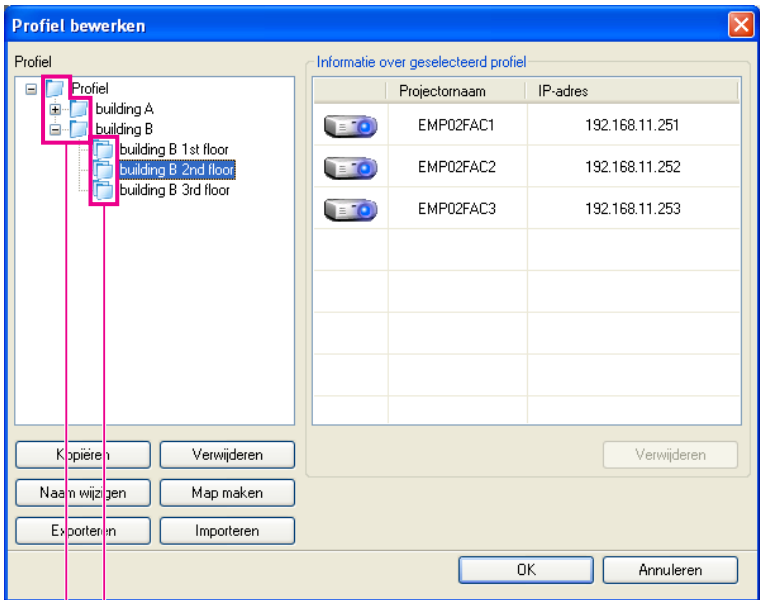 Profiel bewerken
Profiel
Profiel
building A
building B
building B 1st floor
building B 2nd floor
building B 3rd floor
Kopiëren
Verwijderen
Naam wijzigen
Map maken
Exporteren
Importeren
Informatie over geselecteerd profiel
Projectornaam IP-adres
EMP02FAC1 192.168.11.251
EMP02FAC2 192.168.11.252
EMP02FAC3 192.168.11.253
Verwijderen
OK
Annuleren